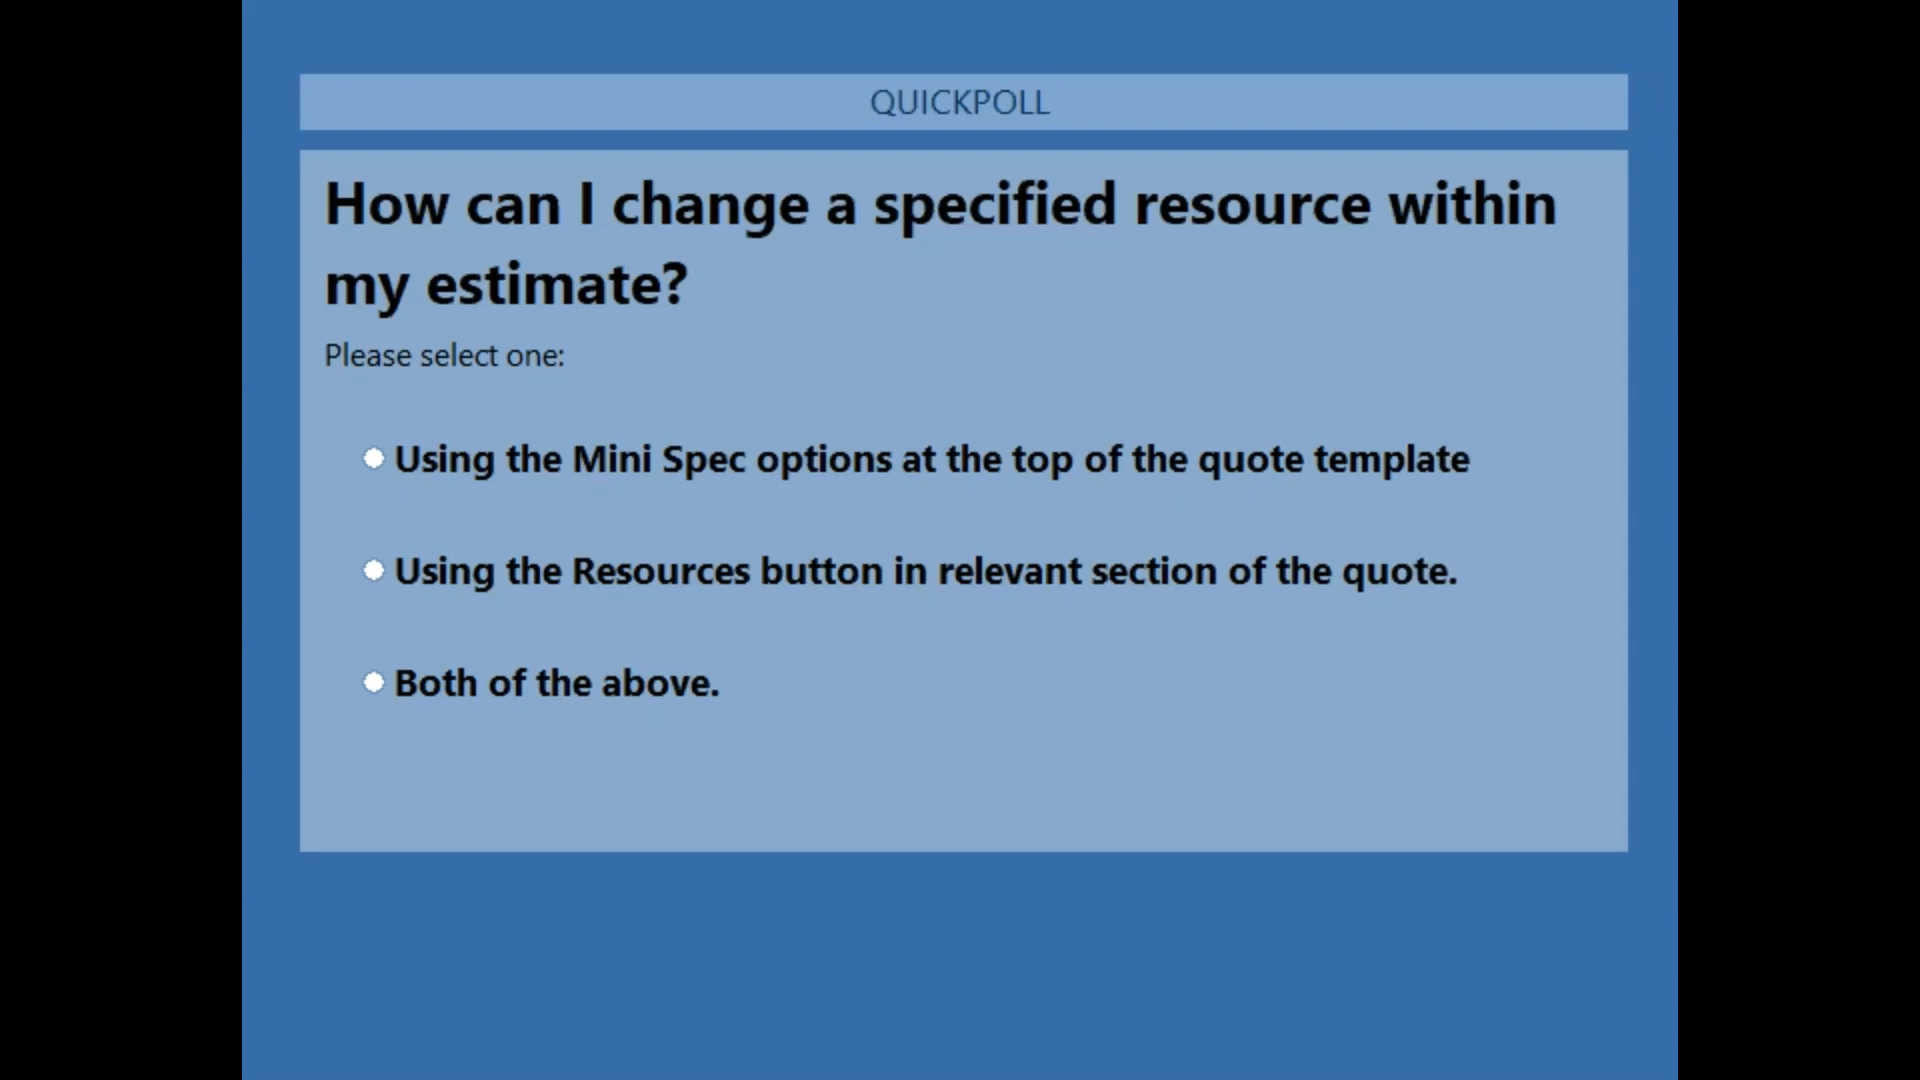 QUICKPOLL
How can I change a specified resource within
my estimate?
Please select one:
Using the Mini Spec options at the top of the quote template
Using the Resources button in relevant section of the quote.
Both of the above.